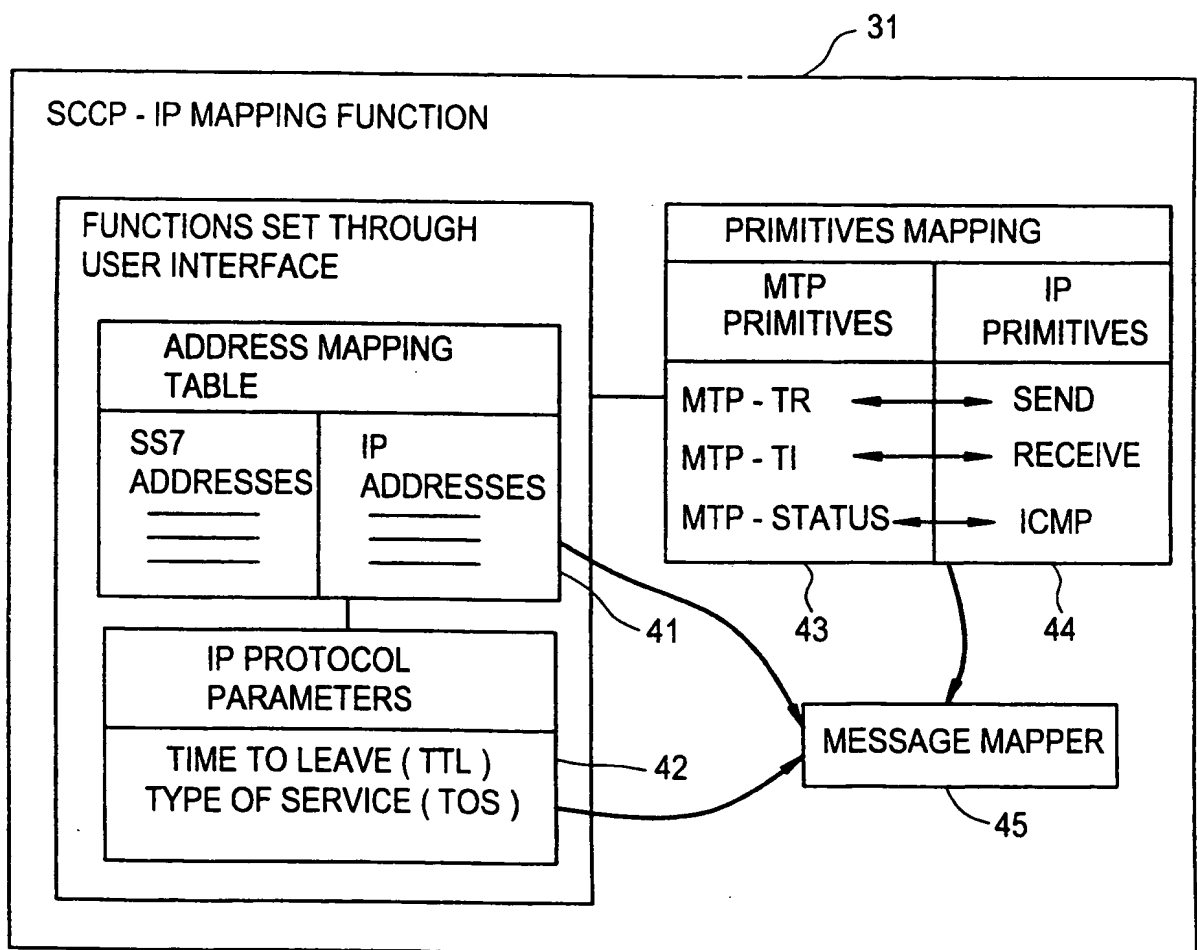 31
SCCP - IP MAPPING FUNCTION
FUNCTIONS SET THROUGH
USER INTERFACE
ADDRESS MAPPING
TABLE
SS7
ADDRESSES
IP
ADDRESSES
41
IP PROTOCOL
PARAMETERS
TIME TO LEAVE ( TTL )
TYPE OF SERVICE ( TOS )
42
PRIMITIVES MAPPING
MTP
PRIMITIVES
IP
PRIMITIVES
MTP - TR SEND
MTP - TI RECEIVE
MTP - STATUS ICMP
43
44
MESSAGE MAPPER
45